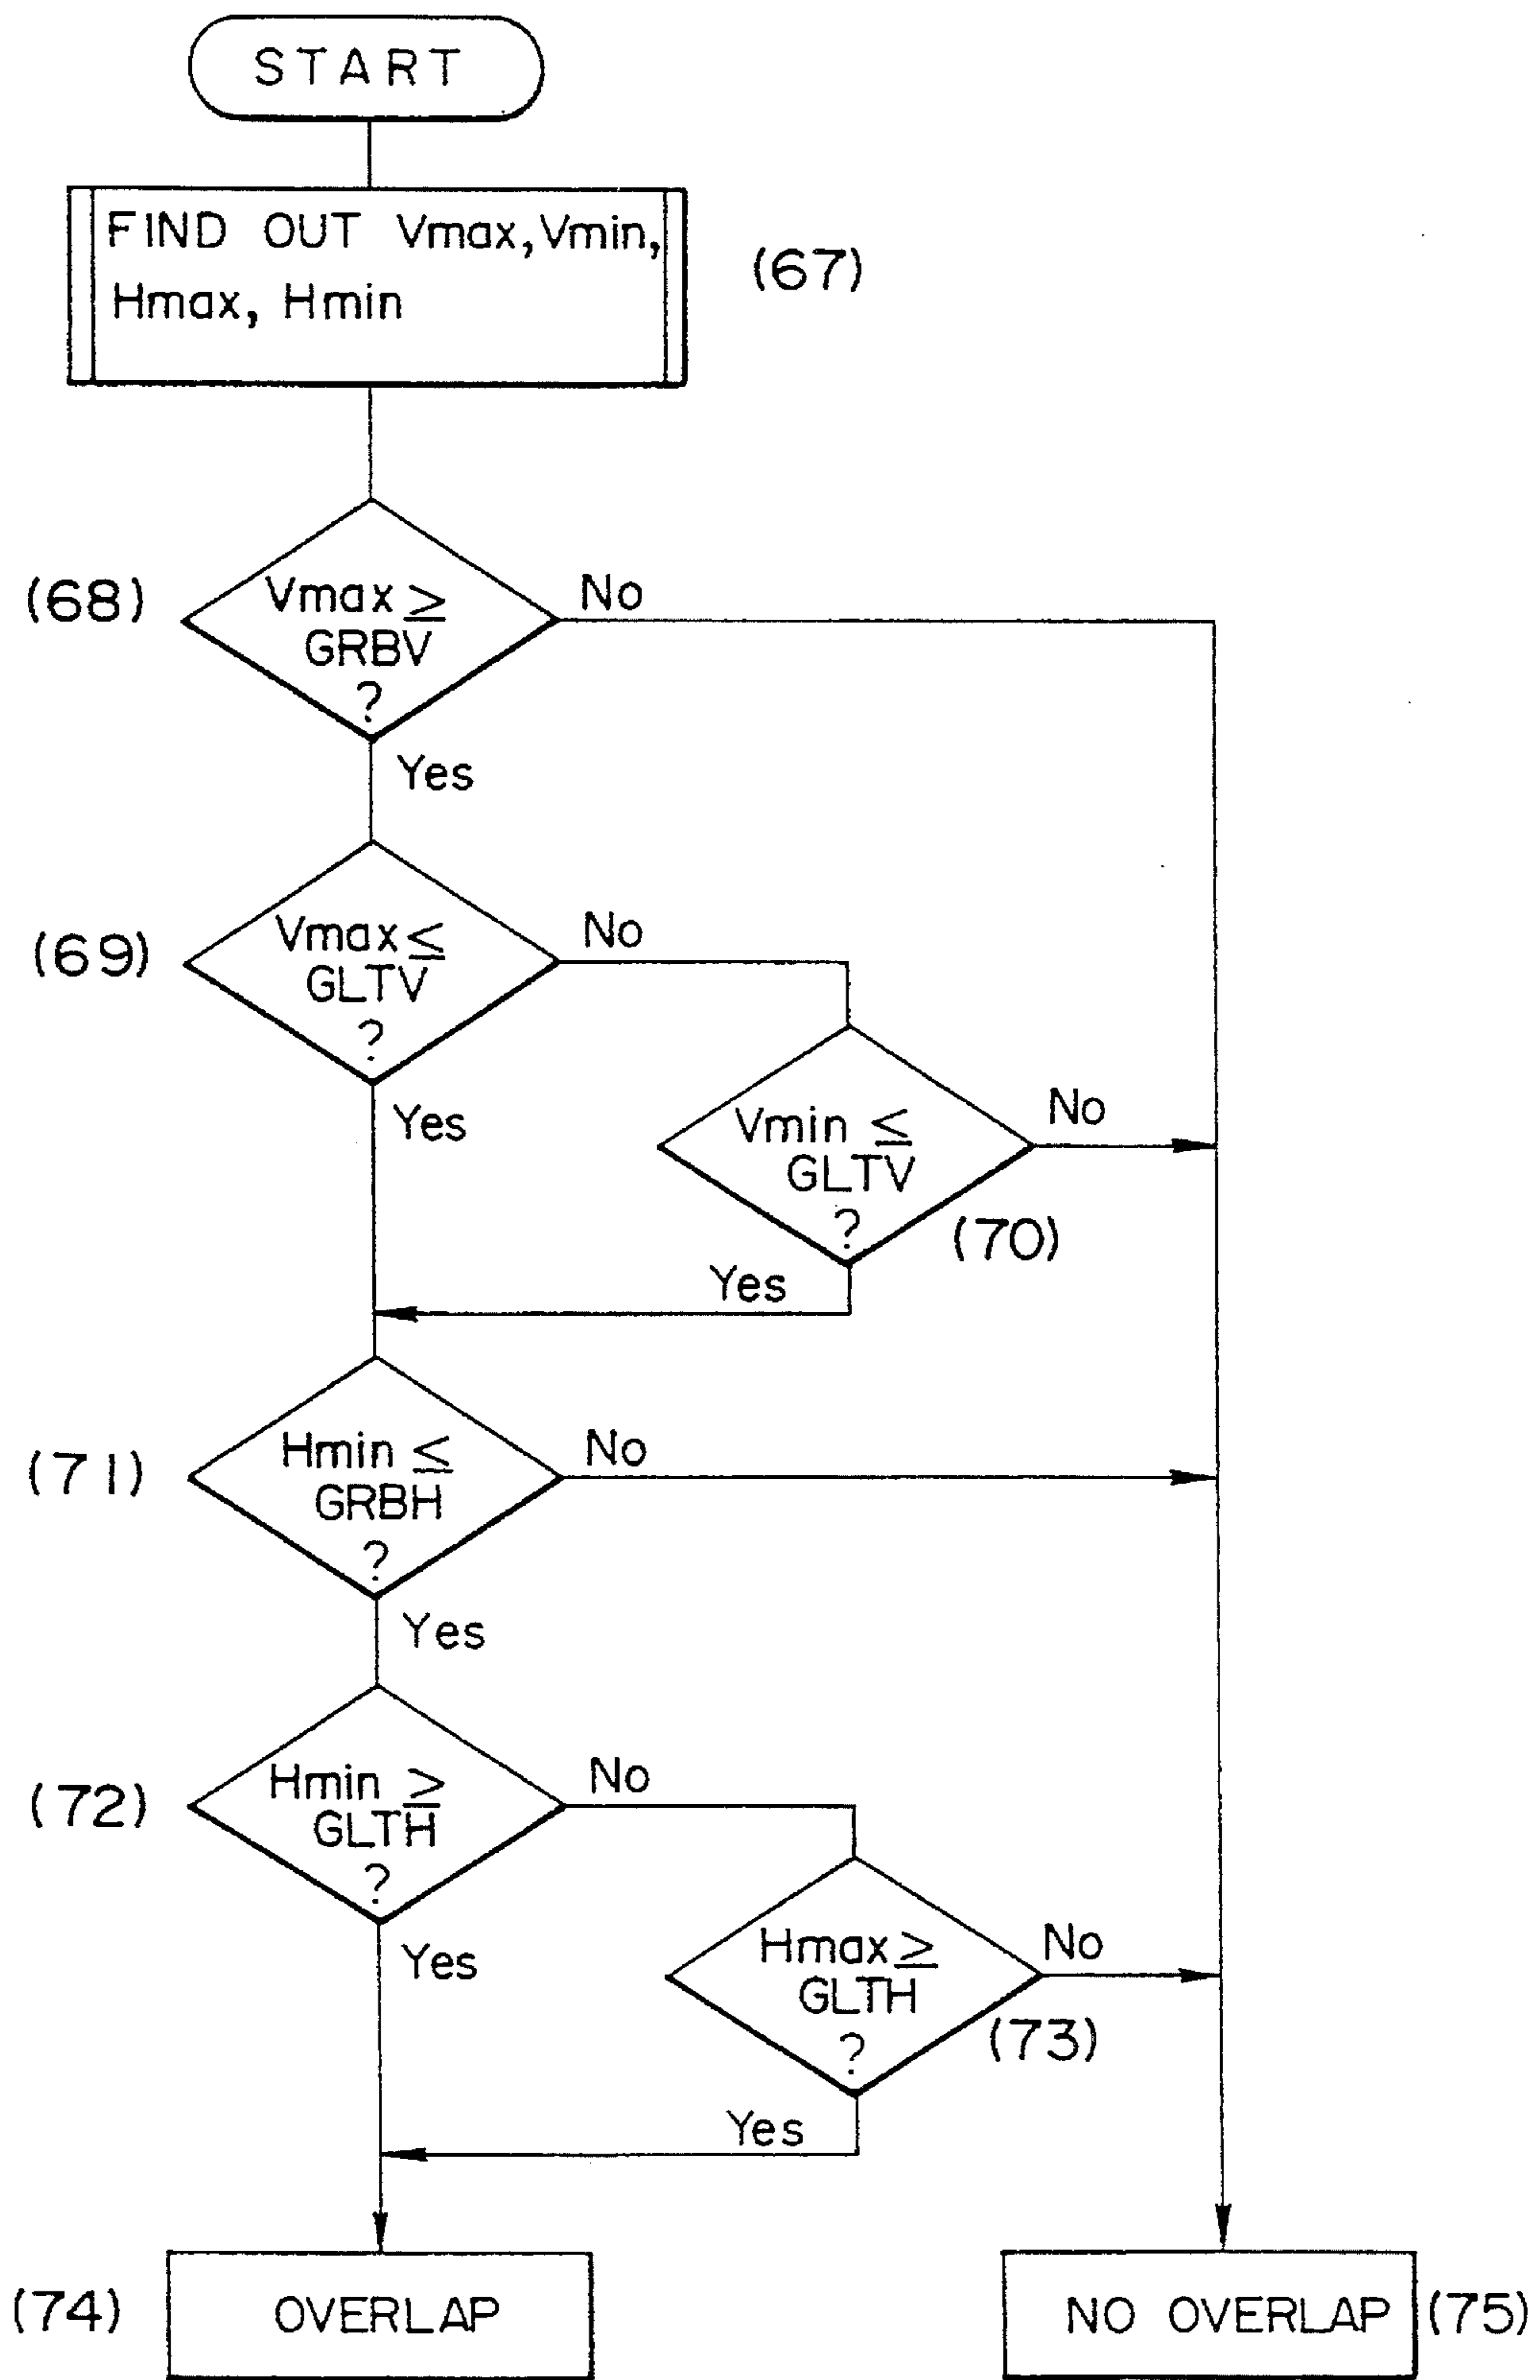 START
FIND OUT Vmax, Vmin,
Hmax, Hmin
(67)
(68)
Vmax ≥
GRBV
?
No
Yes
(69)
Vmax ≤
GLTV
?
No
Yes
Vmin ≤
GLTV
?
No
(70)
Yes
(71)
Hmin ≤
GRBH
?
No
Yes
(72)
Hmin ≥
GLTH
?
No
Yes
Hmax ≥
GLTH
?
No
(73)
Yes
(74)
OVERLAP
NO OVERLAP
(75)